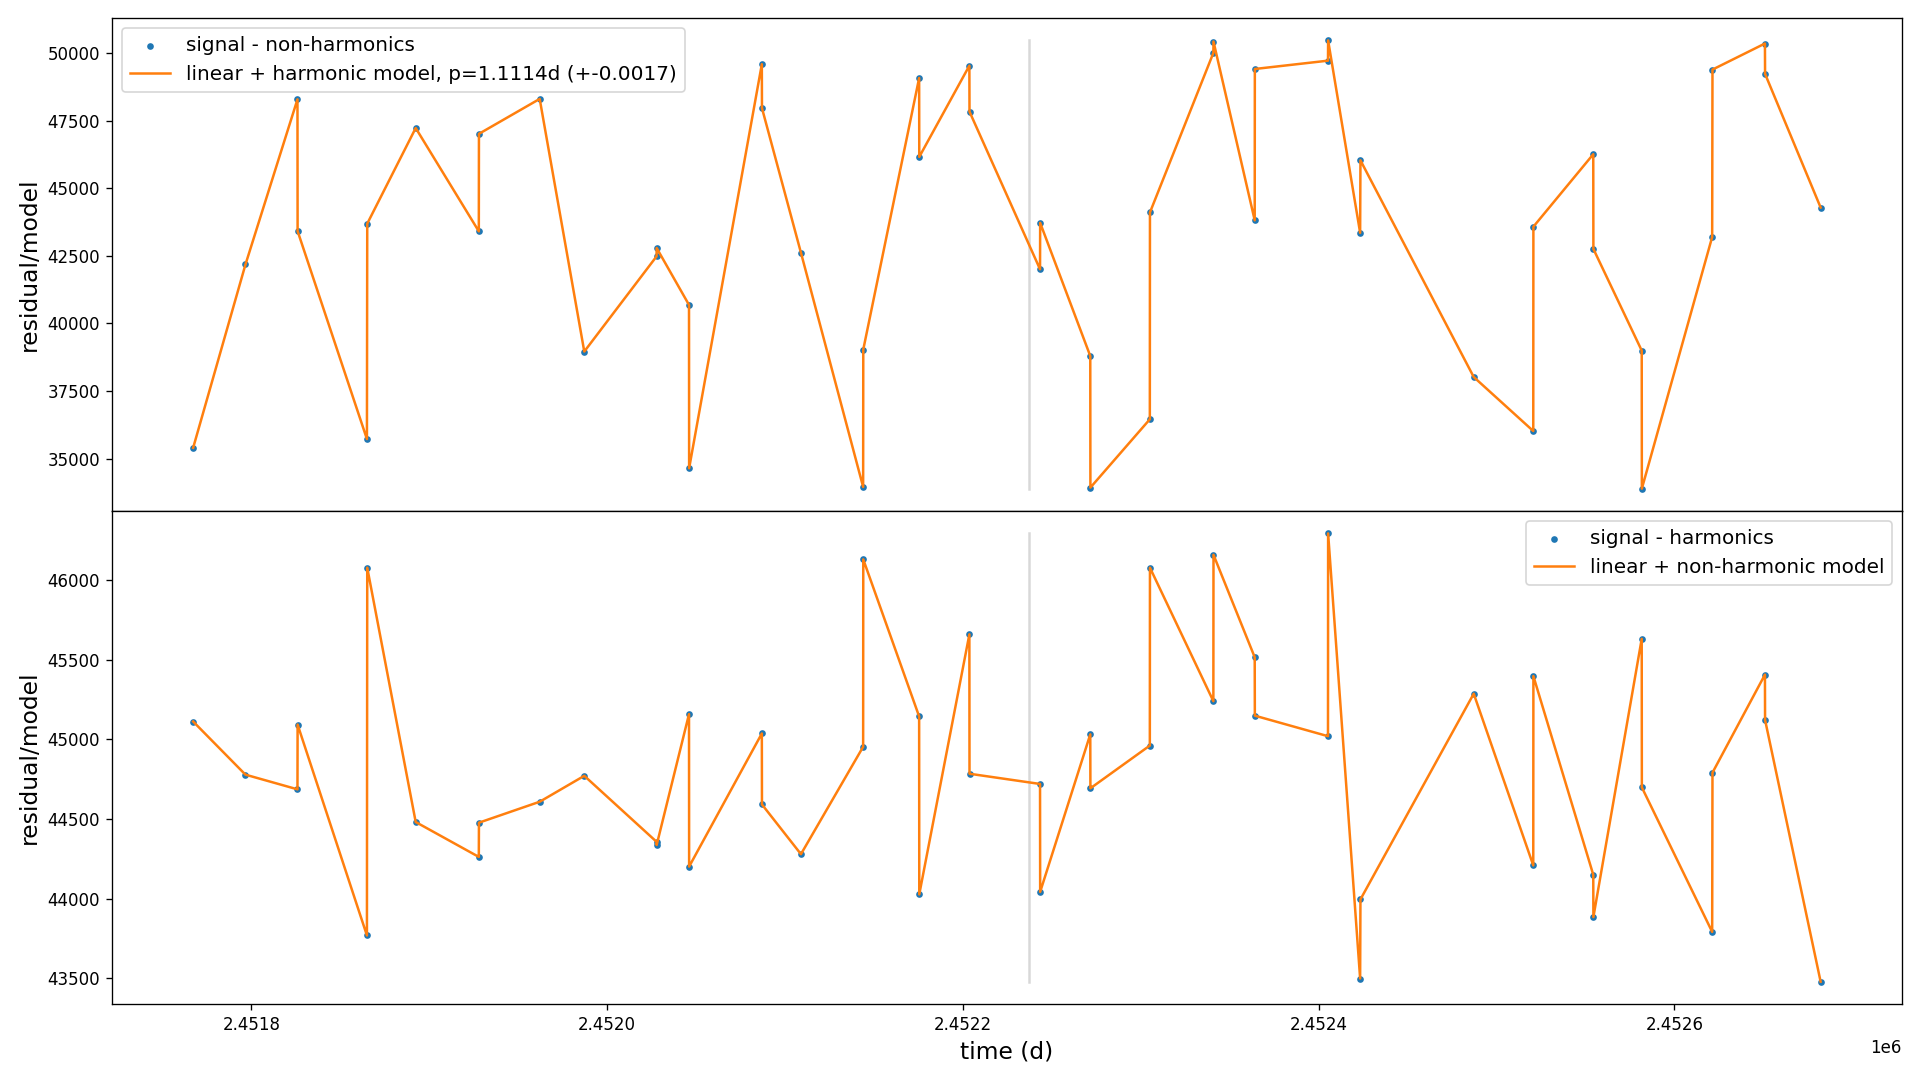 signal - non-harmonics
linear + harmonic model, p=1.1114d (+-0.0017)
50000
47500
45000
42500
40000
37500
35000
residual/model
signal - harmonics
linear + non-harmonic model
46000
45500
45000
44500
44000
43500
residual/model
2.4518
2.4520
2.4522
2.4524
2.4526
time (d)
1e6